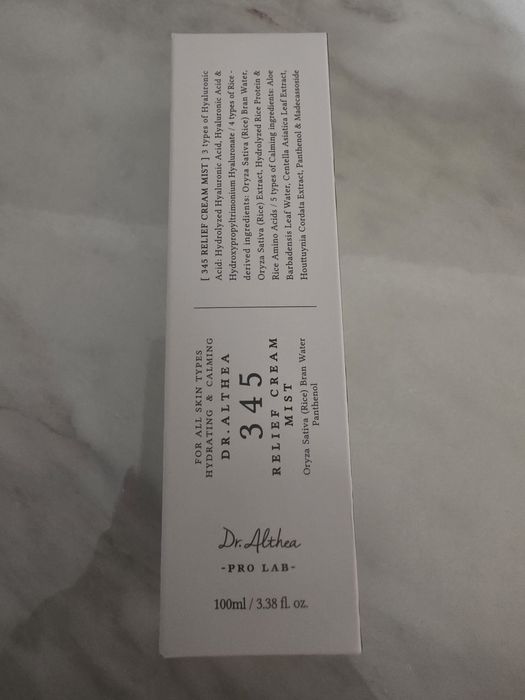 [ 345 RELIEF CREAM MIST ] 3 types of Hyaluronic
Acid: Hydrolyzed Hyaluronic Acid, Hyaluronic Acid &
Hydroxypropyltrimonium Hyaluronate / 4 types of Rice -
derived ingredients: Oryza Sativa (Rice) Bran Water,
Oryza Sativa (Rice) Extract, Hydrolyzed Rice Protein &
Rice Amino Acids / 5 types of Calming ingredients: Aloe
Barbadensis Leaf Water, Centella Asiatica Leaf Extract,
Houttuynia Cordata Extract, Panthenol & Madecassoside
FOR ALL SKIN TYPES
HYDRATING & CALMING
DR.ALTHEA
345
RELIEF CREAM
MIST
Oryza Sativa (Rice) Bran Water
Panthenol
Dr.Althea
-PRO LAB-
100ml / 3.38 fl. oz.